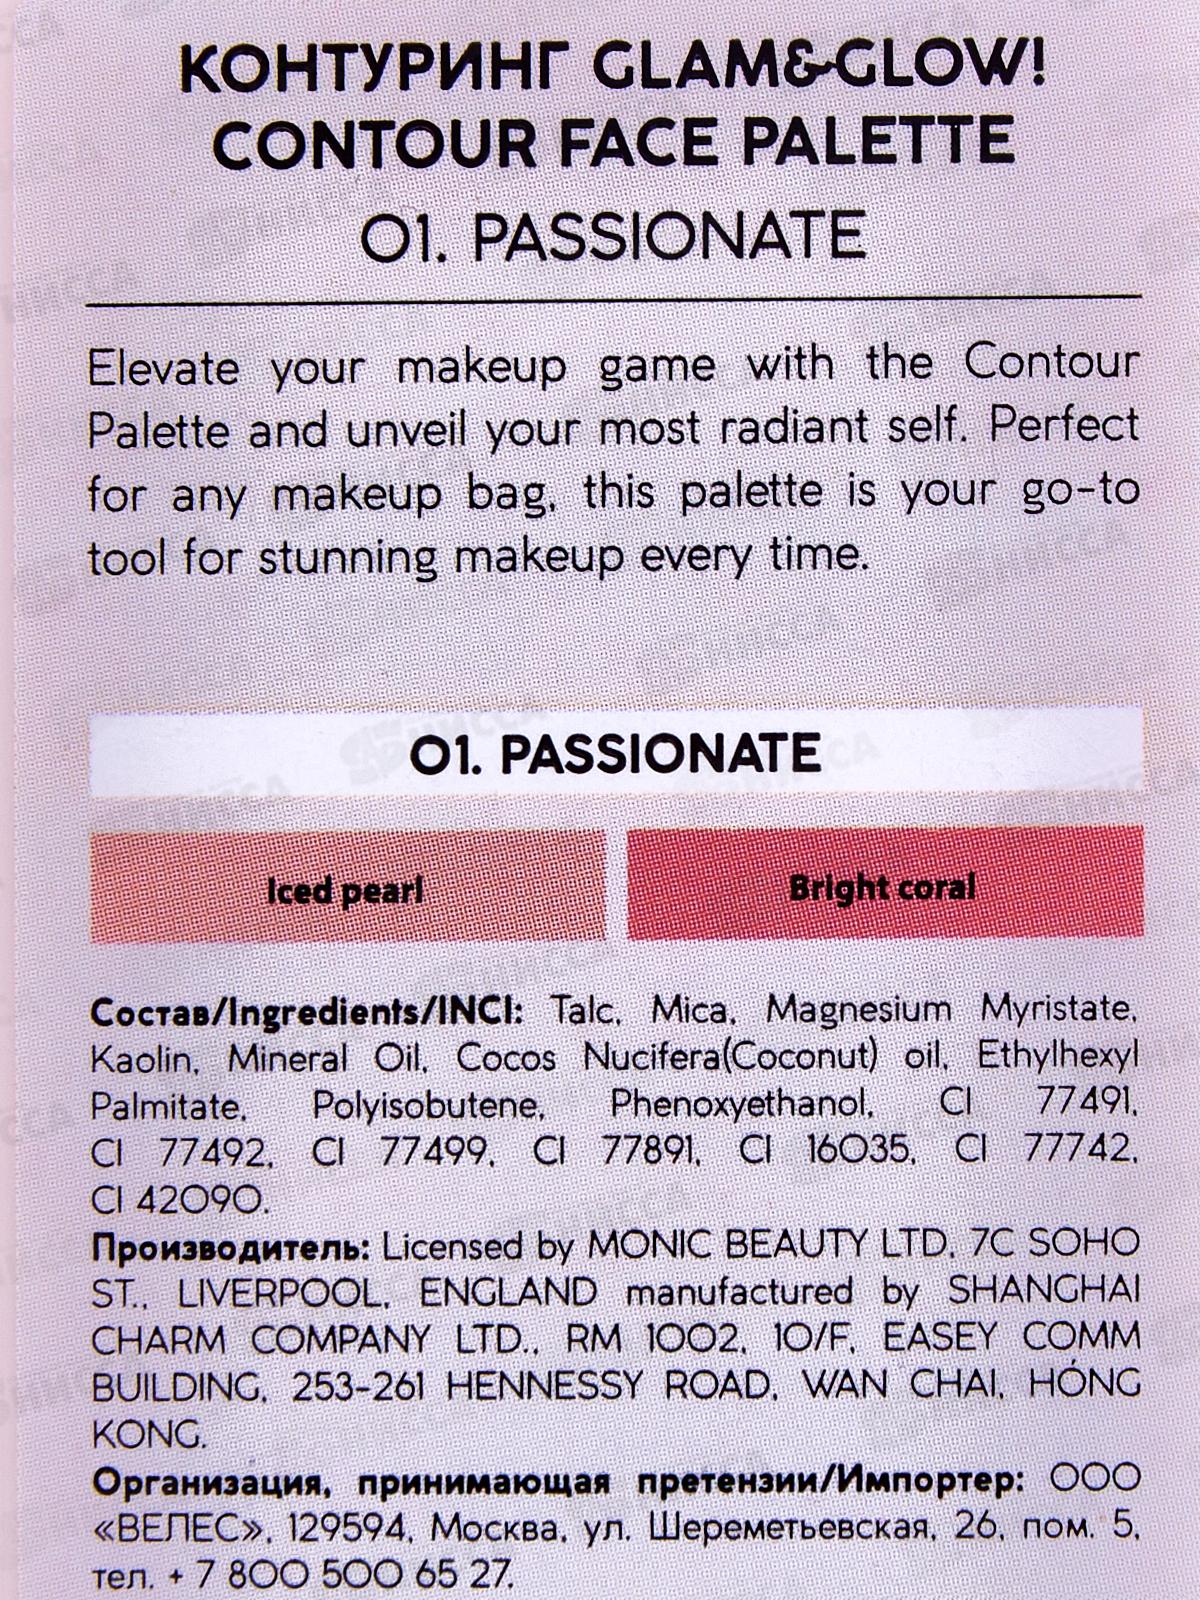 КОНТУРИНГ GLAM&GLOW!
CONTOUR FACE PALETTE
01. PASSIONATE
Elevate your makeup game with the Contour
Palette and unveil your most radiant self. Perfect
for any makeup bag, this palette is your go-to
tool for stunning makeup every time.
01. PASSIONATE
Iced pearl
Bright coral
Состав/Ingredients/INCI: Talc, Mica, Magnesium Myristate,
Kaolin, Mineral Oil, Cocos Nucifera(Coconut) oil, Ethylhexyl
Palmitate, Polyisobutene, Phenoxyethanol, CI 77491,
CI 77492, CI 77499, CI 77891, CI 16035, CI 77742,
CI 42090.
Производитель: Licensed by MONIC BEAUTY LTD, 7C SOHO
ST., LIVERPOOL, ENGLAND manufactured by SHANGHAI
CHARM COMPANY LTD., RM 1002, 10/F, EASEY COMM
BUILDING, 253-261 HENNESSY ROAD, WAN CHAI, HÓNG
KONG.
Организация, принимающая претензии/Импортер: ООО
«ВЕЛЕС», 129594, Москва, ул. Шереметьевская, 26, пом. 5,
тел. + 7 800 500 65 27.